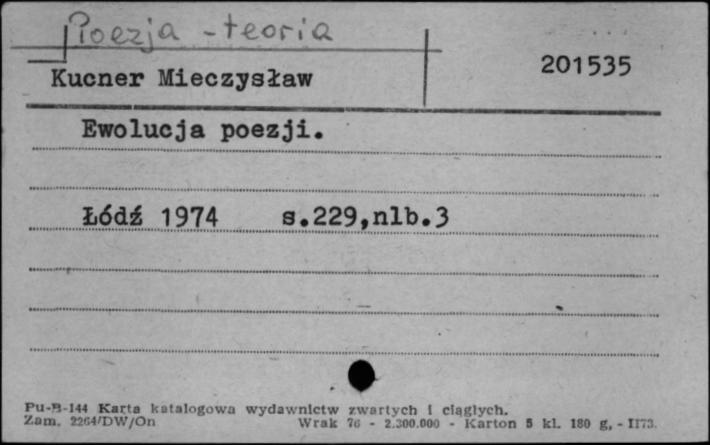 Poezja - teoria
Kucner Mieczysław
201535
Ewolucja poezji.
Łódź 1974 s.229,nlb.3
Pu-B-144 Karta katalogowa wydawnictw zwartych i ciągłych.
Zam. 2264/DW/On Wrak 76 - 2.300.000 - Karton 5 kl. 180 g, - II73.